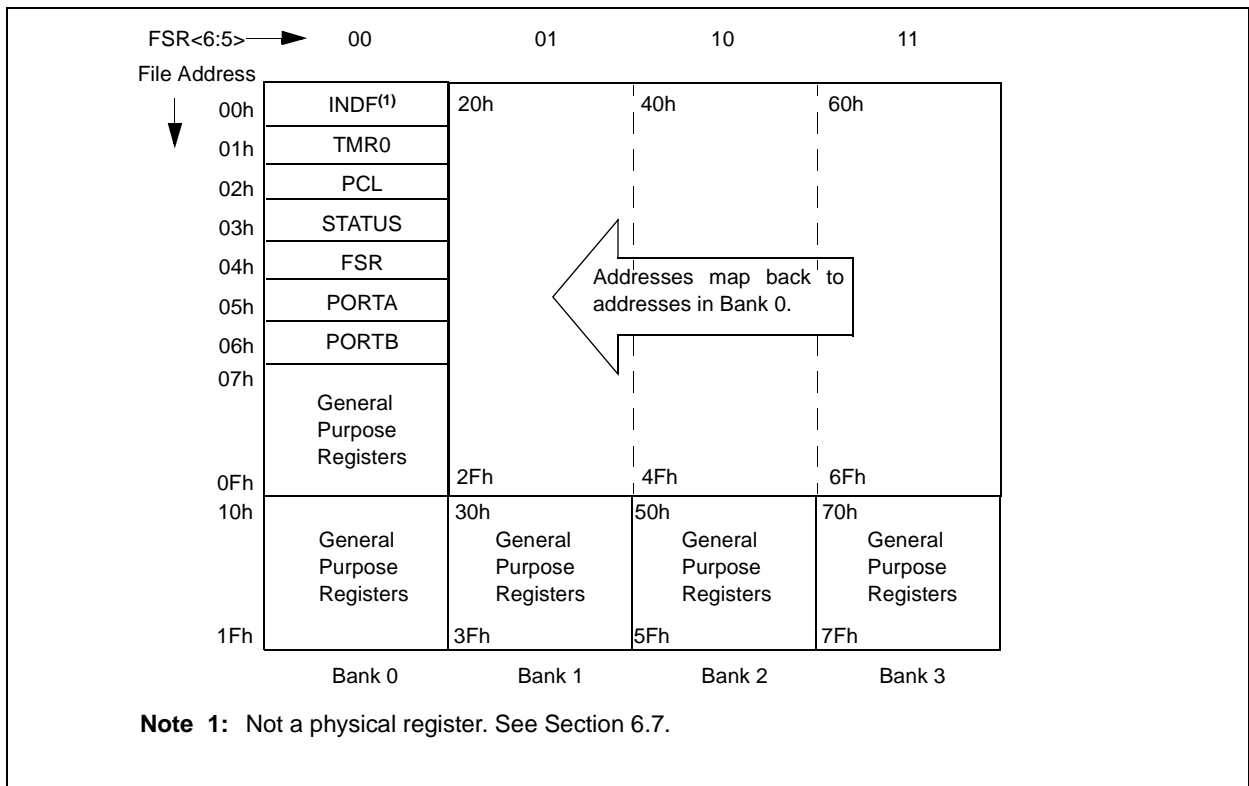 FSR<6:5> 00 01 10 11
File Address
00h INDF(1) 20h 40h 60h
01h TMR0
02h PCL
03h STATUS
04h FSR
Addresses map back to
05h PORTA
addresses in Bank 0.
06h PORTB
07h
General
Purpose
Registers
0Fh 2Fh 4Fh 6Fh
10h 30h 50h 70h
General General General General
Purpose Purpose Purpose Purpose
Registers Registers Registers Registers
1Fh 3Fh 5Fh 7Fh
Bank 0 Bank 1 Bank 2 Bank 3
Note 1: Not a physical register. See Section 6.7.